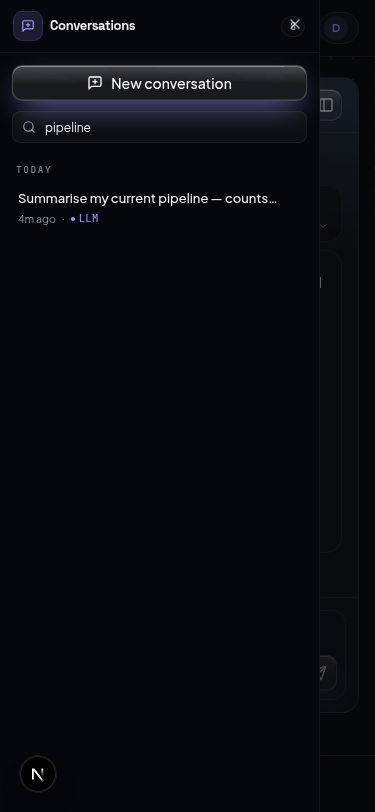 Conversations
D
New conversation
pipeline
TODAY
Summarise my current pipeline — counts…
4m ago · • LLM
N